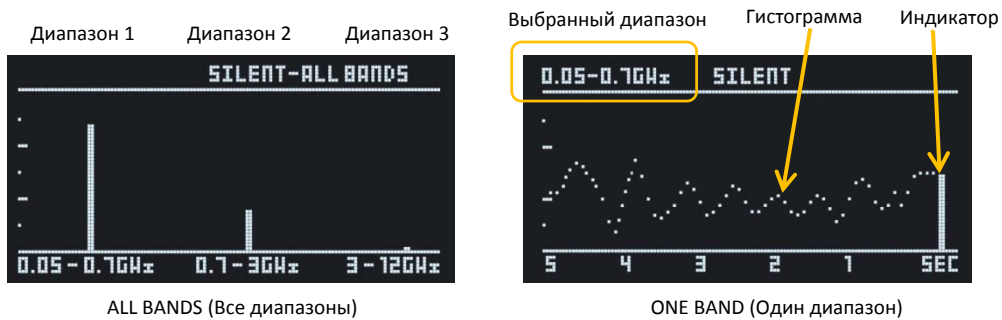 Диапазон 1 Диапазон 2 Диапазон 3
SILENT-ALL BANDS
0.05-0.7GHz 0.7-3GHz 3-12GHz
ALL BANDS (Все диапазоны)
Выбранный диапазон Гистограмма Индикатор
0.05-0.7GHz SILENT
5 4 3 2 1 SEC
ONE BAND (Один диапазон)